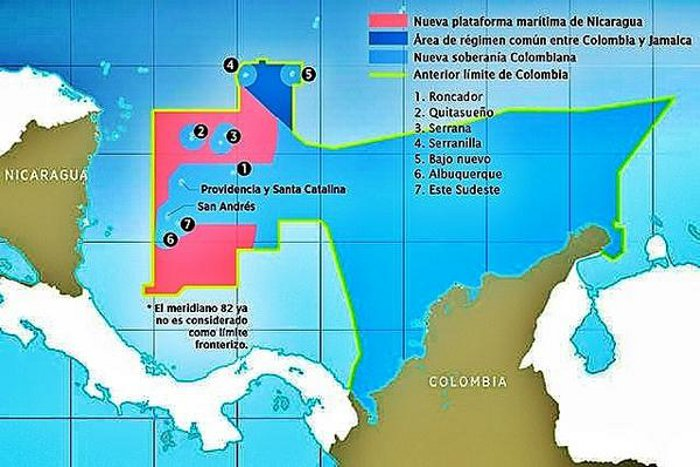 Nueva plataforma marítima de Nicaragua
Área de régimen común entre Colombia y Jamaica
Nueva soberanía Colombiana
Anterior límite de Colombia
1. Roncador
2. Quitasueño
3. Serrana
4. Serranilla
5. Bajo nuevo
6. Albuquerque
7. Este Sudeste
4
5
2
3
1
NICARAGUA
Providencia y Santa Catalina
San Andrés
7
6
* El meridiano 82 ya
no es considerado
como límite
fronterizo.
COLOMBIA